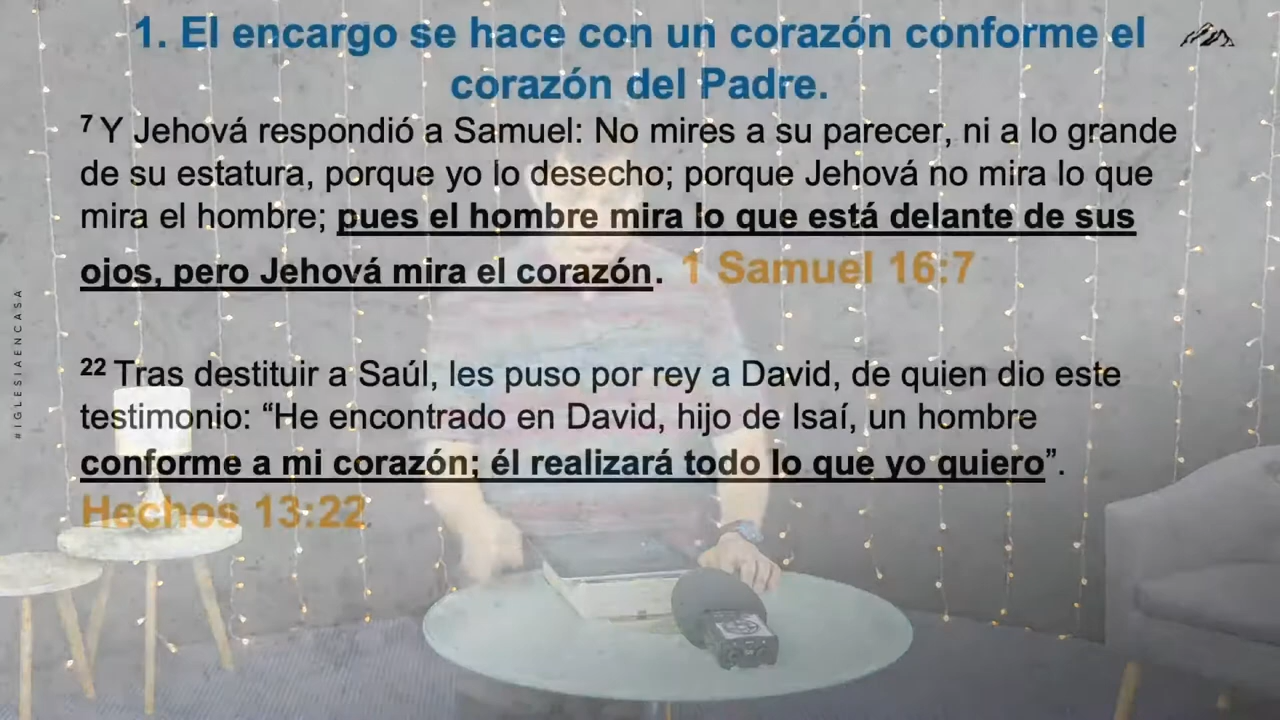 1. El encargo se hace con un corazón conforme el
corazón del Padre.
7 Y Jehová respondió a Samuel: No mires a su parecer, ni a lo grande
de su estatura, porque yo lo desecho; porque Jehová no mira lo que
mira el hombre; pues el hombre mira lo que está delante de sus
ojos, pero Jehová mira el corazón. 1 Samuel 16:7
22 Tras destituir a Saúl, les puso por rey a David, de quien dio este
testimonio: “He encontrado en David, hijo de Isaí, un hombre
conforme a mi corazón; él realizará todo lo que yo quiero”.
Hechos 13:22
#IGLESIAENCASA